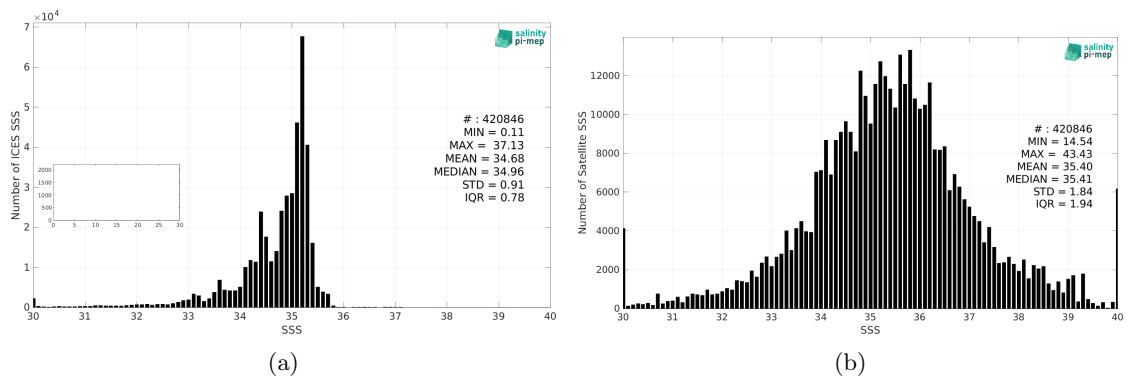 ×10⁴
7
6
5
4
3
2
1
0
30 31 32 33 34 35 36 37 38 39 40
SSS
Number of ICES SSS
salinity
pi-mep
# : 420846
MIN = 0.11
MAX = 37.13
MEAN = 34.68
MEDIAN = 34.96
STD = 0.91
IQR = 0.78
2000
1500
1000
500
0
0 5 10 15 20 25 30
(a)
12000
10000
8000
6000
4000
2000
0
30 31 32 33 34 35 36 37 38 39 40
SSS
Number of Satellite SSS
salinity
pi-mep
# : 420846
MIN = 14.54
MAX = 43.43
MEAN = 35.40
MEDIAN = 35.41
STD = 1.84
IQR = 1.94
(b)